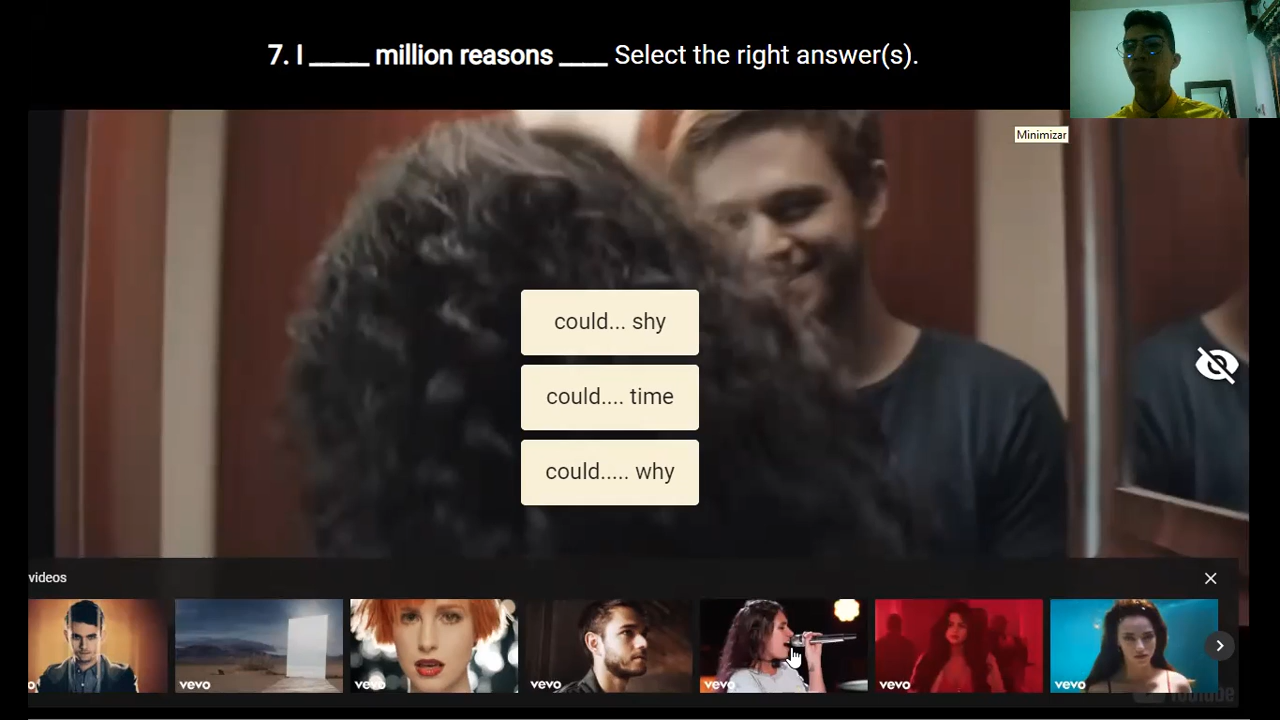 7. I _____ million reasons ____ Select the right answer(s).
Minimizar
could... shy
could.... time
could..... why
videos
vevo
vevo
vevo
vevo
vevo
vevo
YouTube